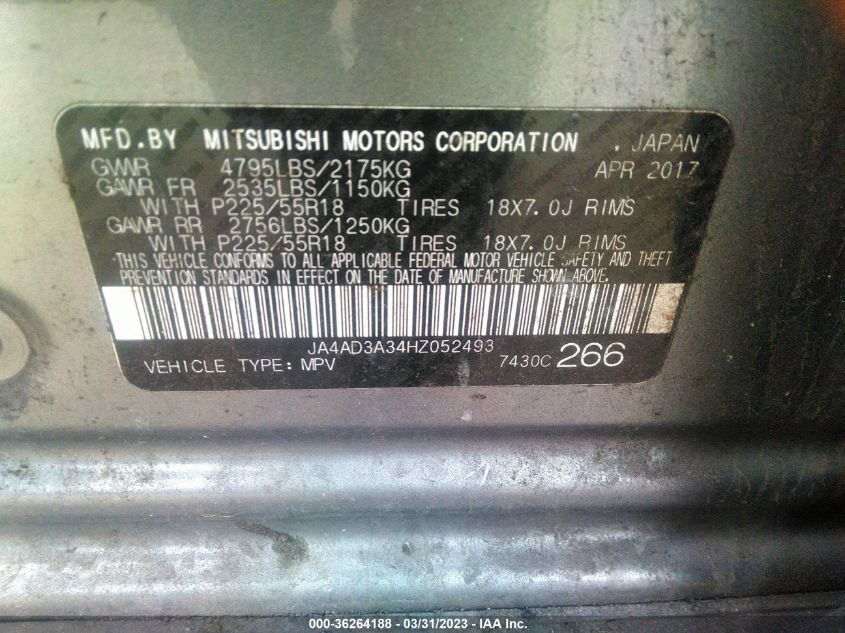 MFD.BY MITSUBISHI MOTORS CORPORATION . JAPAN
GVWR 4795LBS/2175KG APR 2017
GAWR FR 2535LBS/1150KG
WITH P225/55R18 TIRES 18X7.0J RIMS
GAWR RR 2756LBS/1250KG
WITH P225/55R18 TIRES 18X7.0J RIMS
THIS VEHICLE CONFORMS TO ALL APPLICABLE FEDERAL MOTOR VEHICLE SAFETY AND THEFT
PREVENTION STANDARDS IN EFFECT ON THE DATE OF MANUFACTURE SHOWN ABOVE.
JA4AD3A34HZ052493
VEHICLE TYPE: MPV 7430C 266
000-36264188 - 03/31/2023 - IAA Inc.